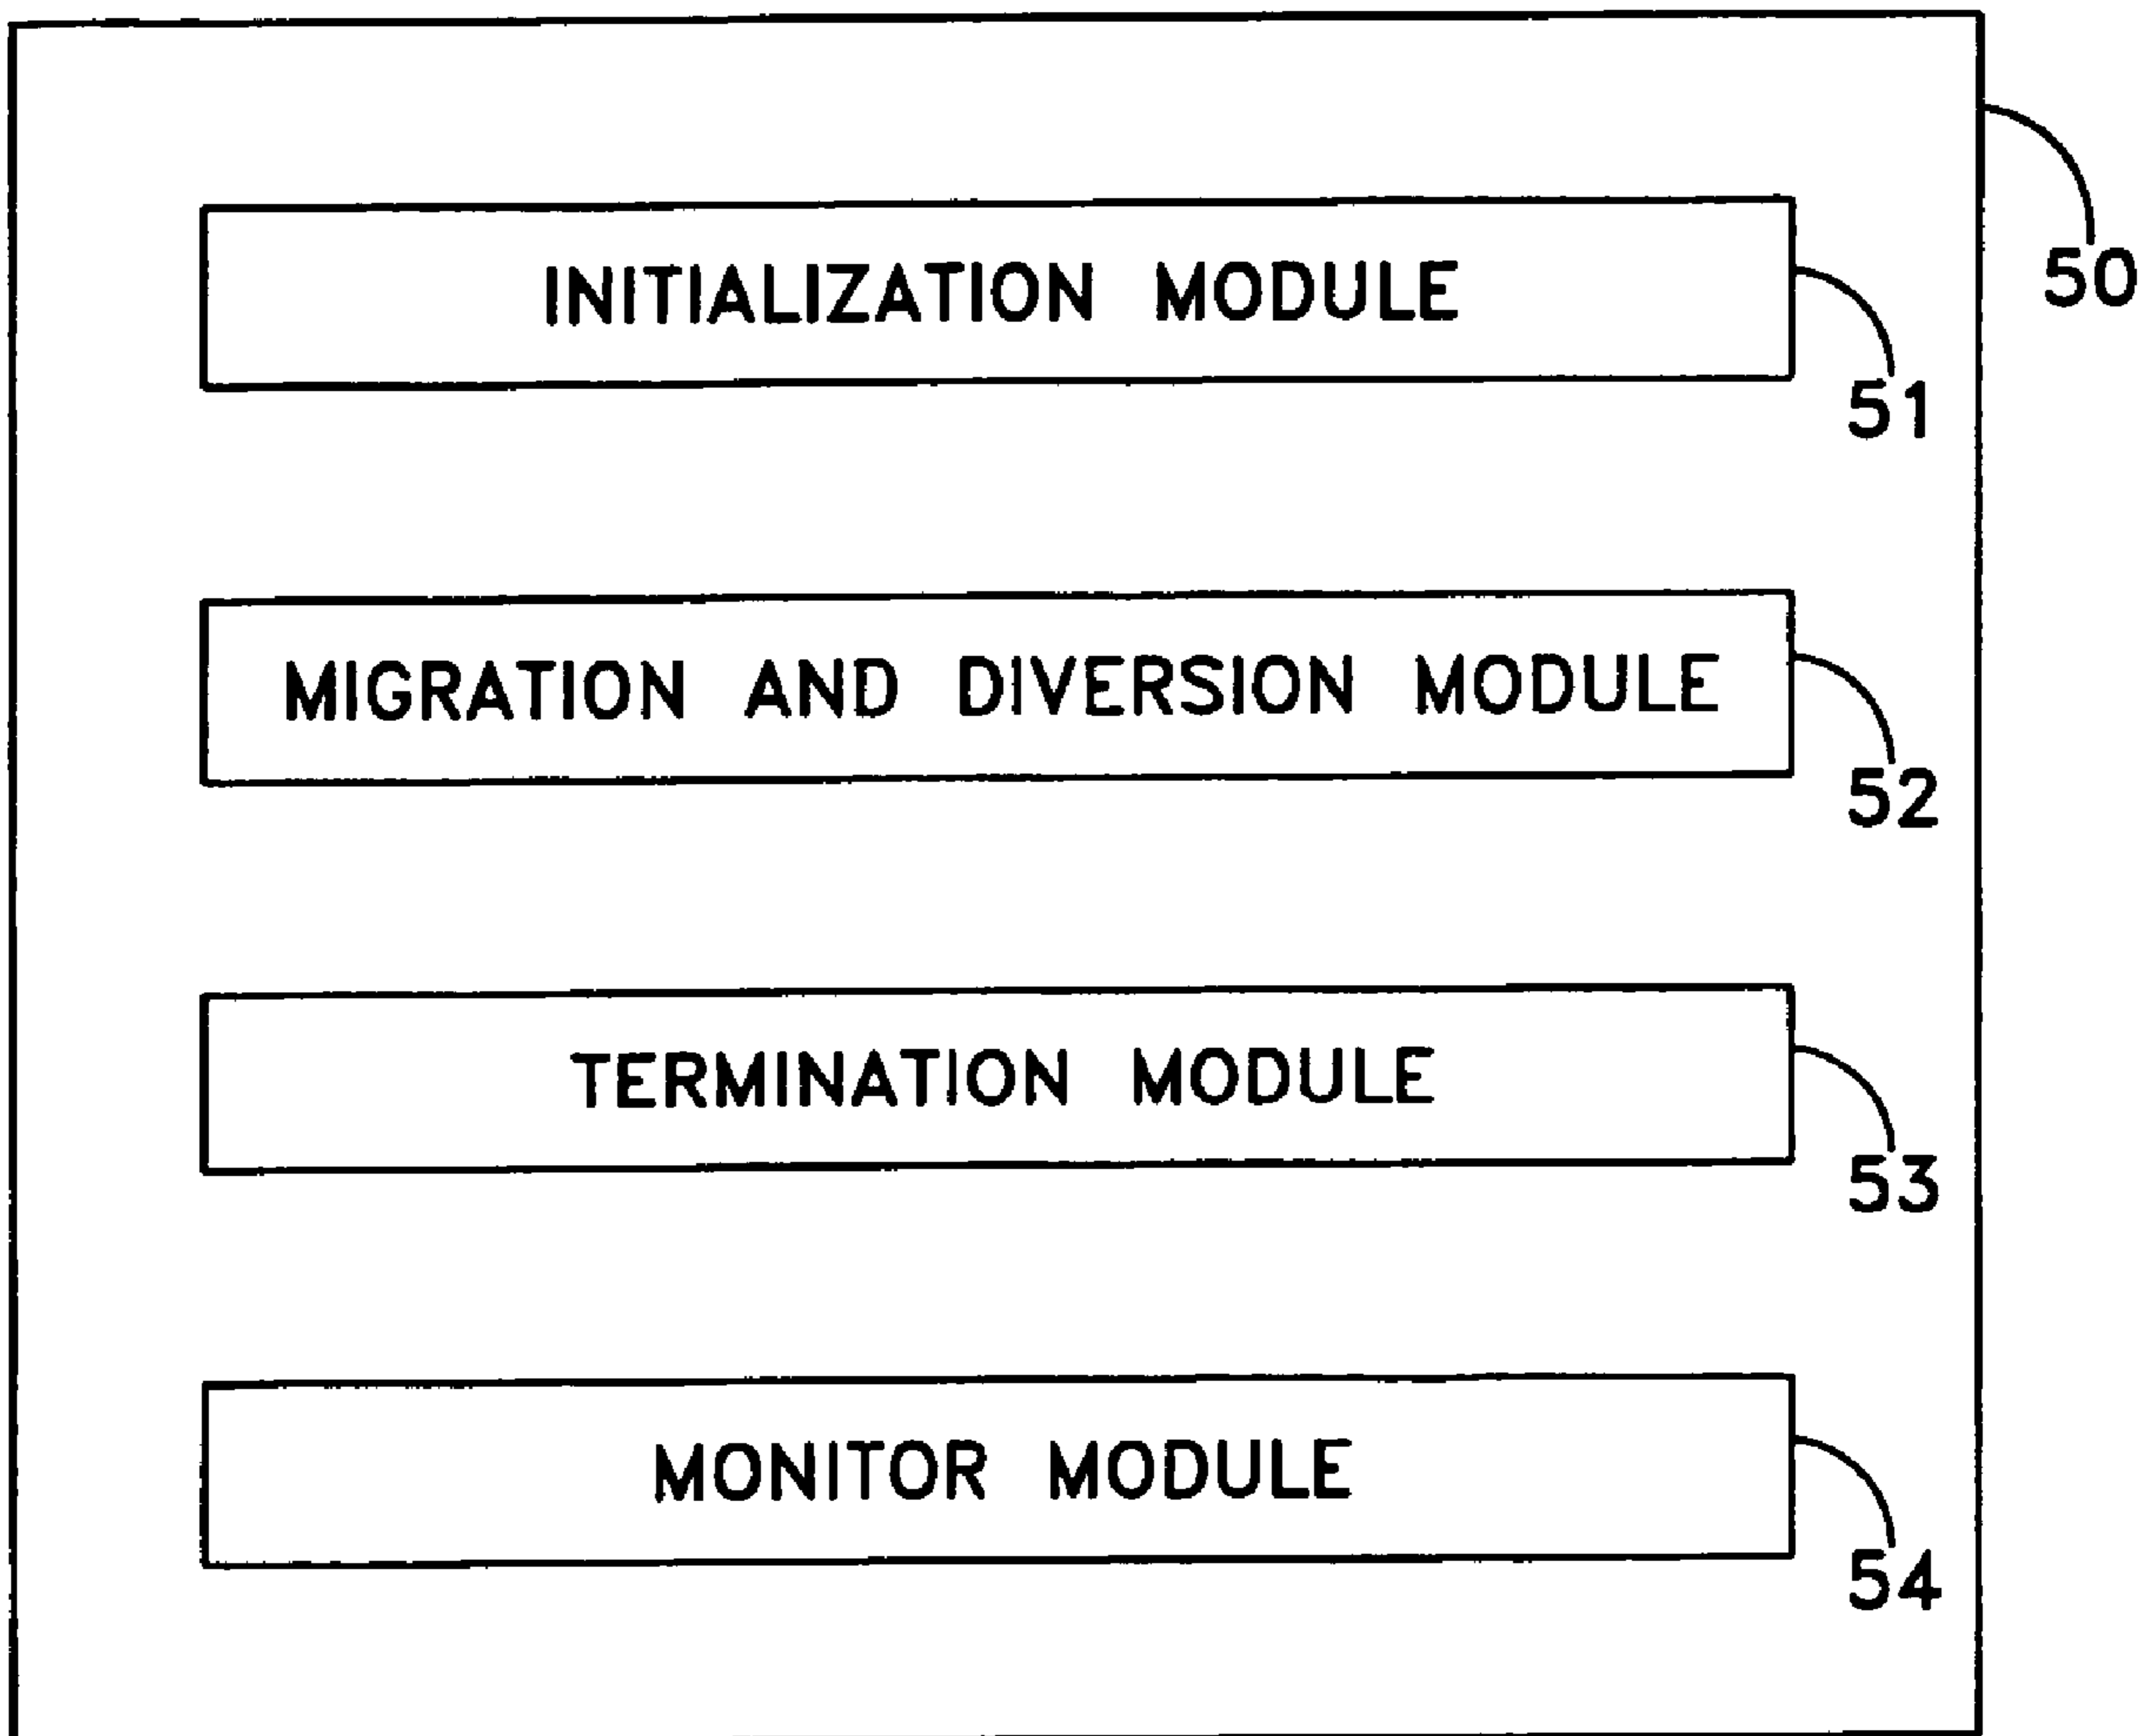 INITIALIZATION MODULE
50
51
MIGRATION AND DIVERSION MODULE
52
TERMINATION MODULE
53
MONITOR MODULE
54